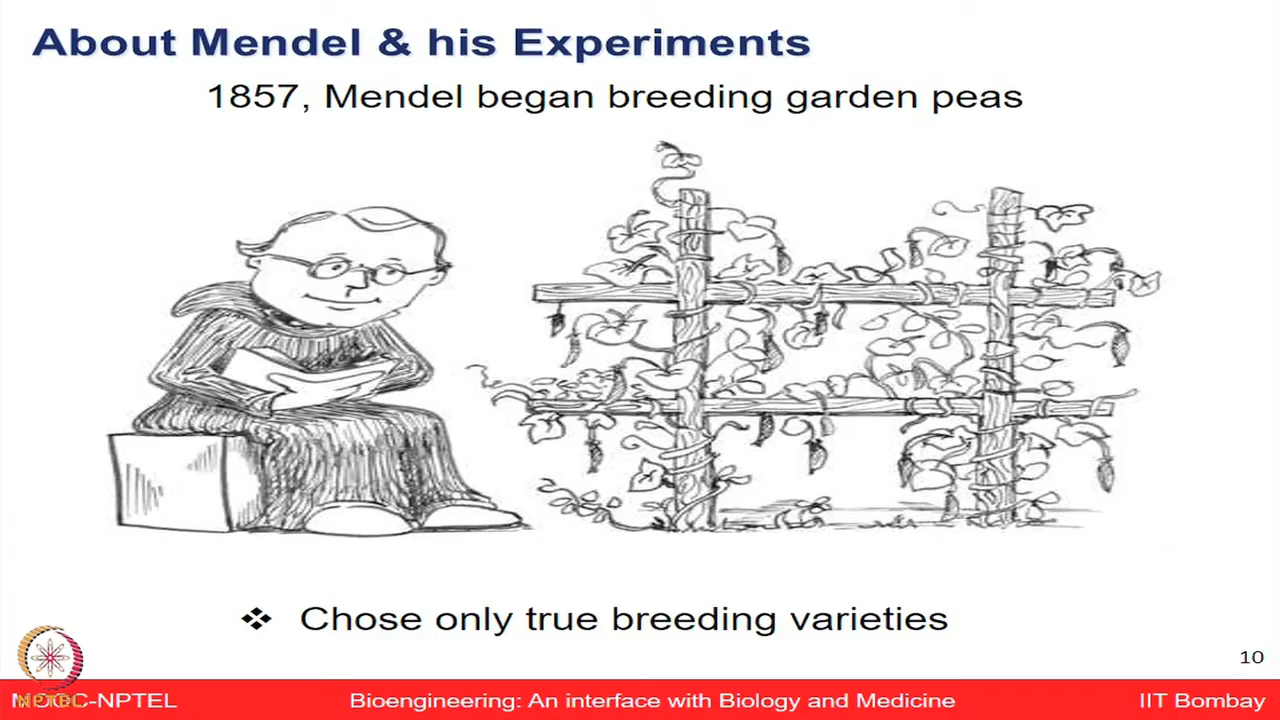 About Mendel & his Experiments
1857, Mendel began breeding garden peas
❖ Chose only true breeding varieties
10
NPTEL
Bioengineering: An interface with Biology and Medicine
IIT Bombay